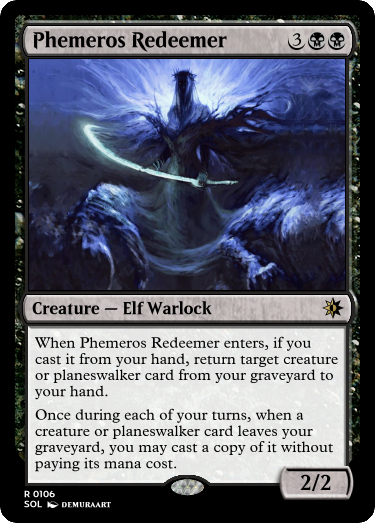 Phemeros Redeemer 3
Creature — Elf Warlock
When Phemeros Redeemer enters, if you
cast it from your hand, return target creature
or planeswalker card from your graveyard to
your hand.
Once during each of your turns, when a
creature or planeswalker card leaves your
graveyard, you may cast a copy of it without
paying its mana cost.
2/2
R 0106
SOL DEMURAART